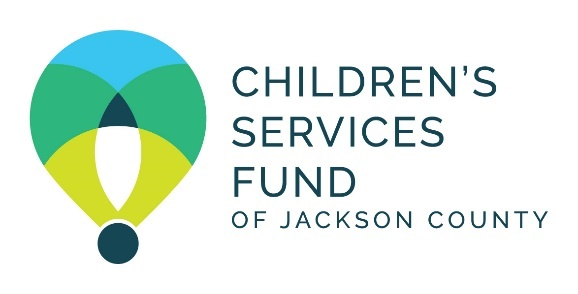 CHILDREN’S
SERVICES
FUND
OF JACKSON COUNTY